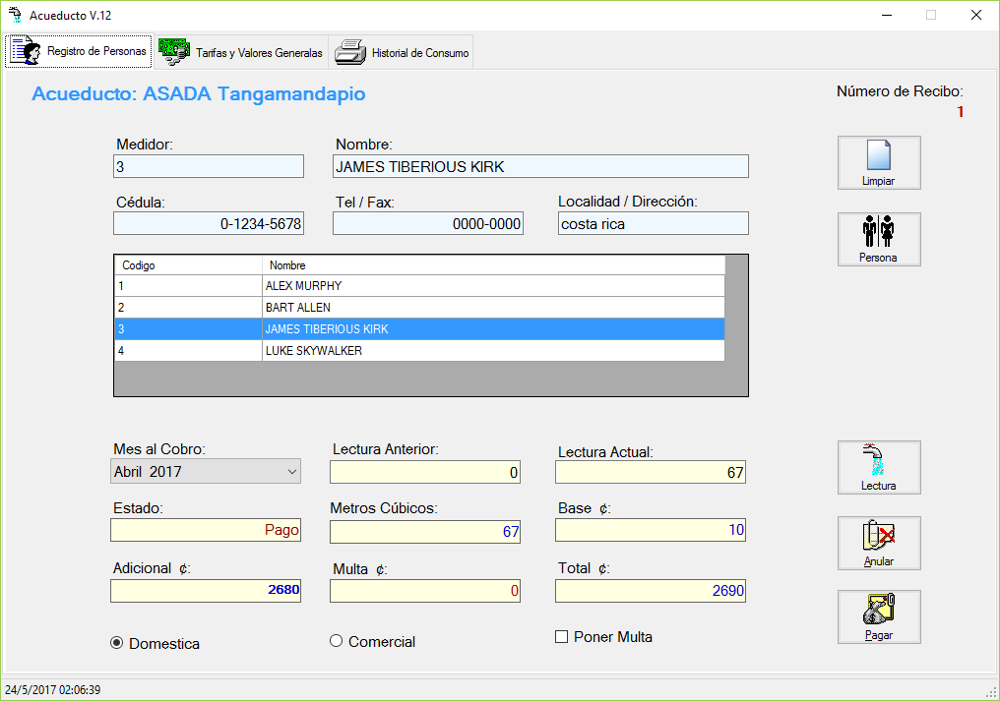 Acueducto V.12
Registro de Personas
Tarifas y Valores Generalas
Historial de Consumo
Acueducto: ASADA Tangamandapio
Número de Recibo:
1
Medidor:
3
Nombre:
JAMES TIBERIOUS KIRK
Limpiar
Cédula:
0-1234-5678
Tel / Fax:
0000-0000
Localidad / Dirección:
costa rica
Persona
Codigo Nombre
1 ALEX MURPHY
2 BART ALLEN
3 JAMES TIBERIOUS KIRK
4 LUKE SKYWALKER
Mes al Cobro:
Abril 2017
Lectura Anterior:
0
Lectura Actual:
67
Lectura
Estado:
Pago
Metros Cúbicos:
67
Base ¢:
10
Anular
Adicional ¢:
2680
Multa ¢:
0
Total ¢:
2690
Pagar
Domestica
Comercial
Poner Multa
24/5/2017 02:06:39